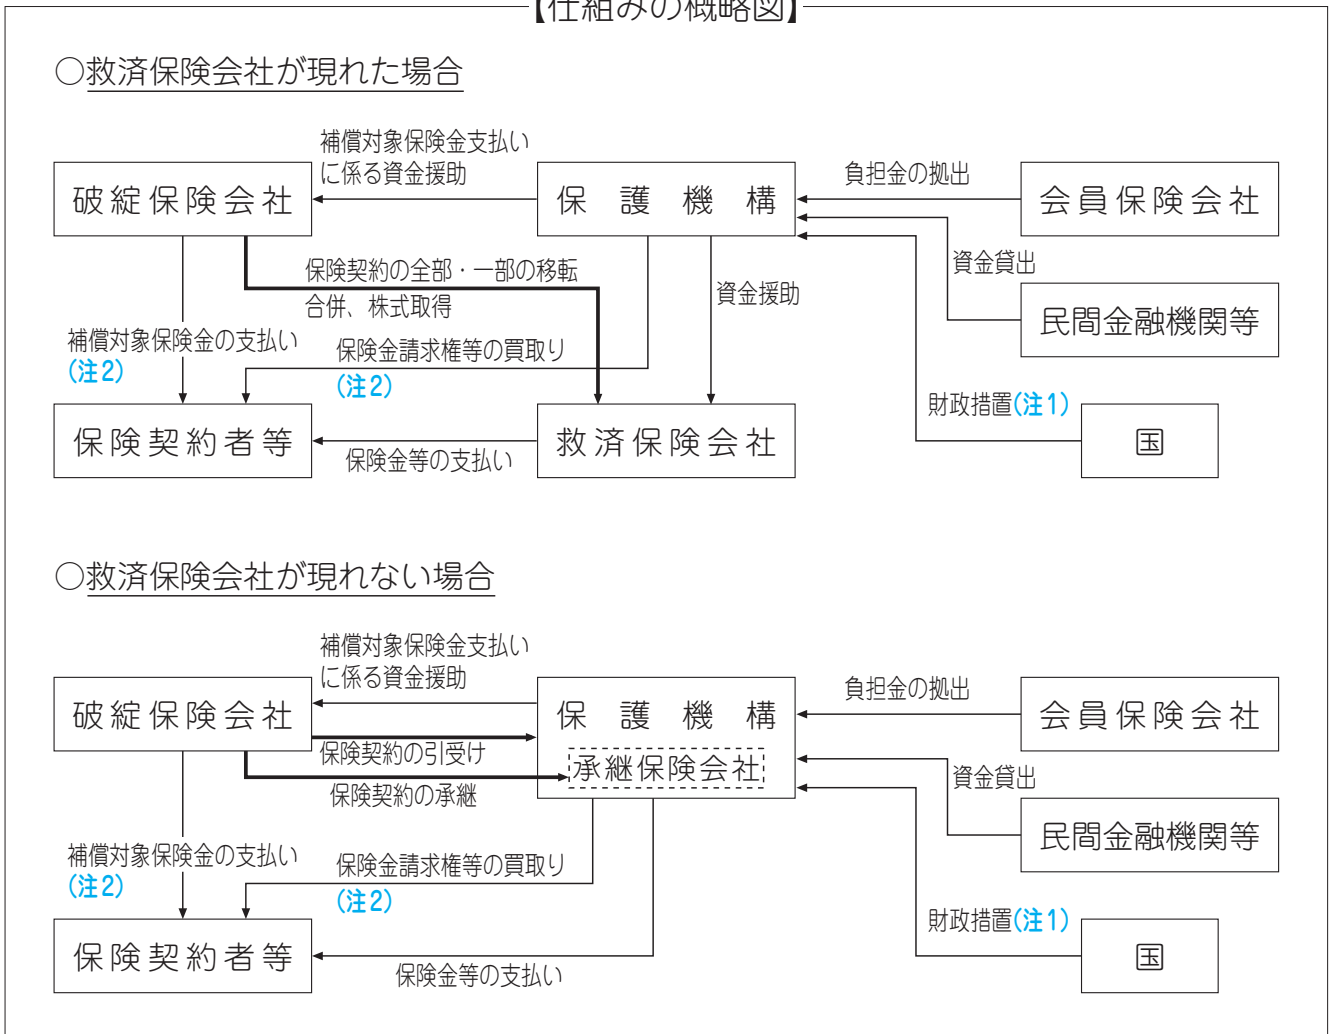 【仕組みの概略図】
○救済保険会社が現れた場合
補償対象保険金支払い
に係る資金援助
破綻保険会社
保護機構
負担金の拠出
会員保険会社
資金貸出
保険契約の全部・一部の移転
合併、株式取得
資金援助
民間金融機関等
補償対象保険金の支払い
(注2)
保険金請求権等の買取り
(注2)
財政措置(注1)
保険契約者等
保険金等の支払い
救済保険会社
国
○救済保険会社が現れない場合
補償対象保険金支払い
に係る資金援助
破綻保険会社
保護機構
負担金の拠出
会員保険会社
保険契約の引受け
承継保険会社
資金貸出
保険契約の承継
民間金融機関等
補償対象保険金の支払い
(注2)
保険金請求権等の買取り
(注2)
財政措置(注1)
保険契約者等
保険金等の支払い
国